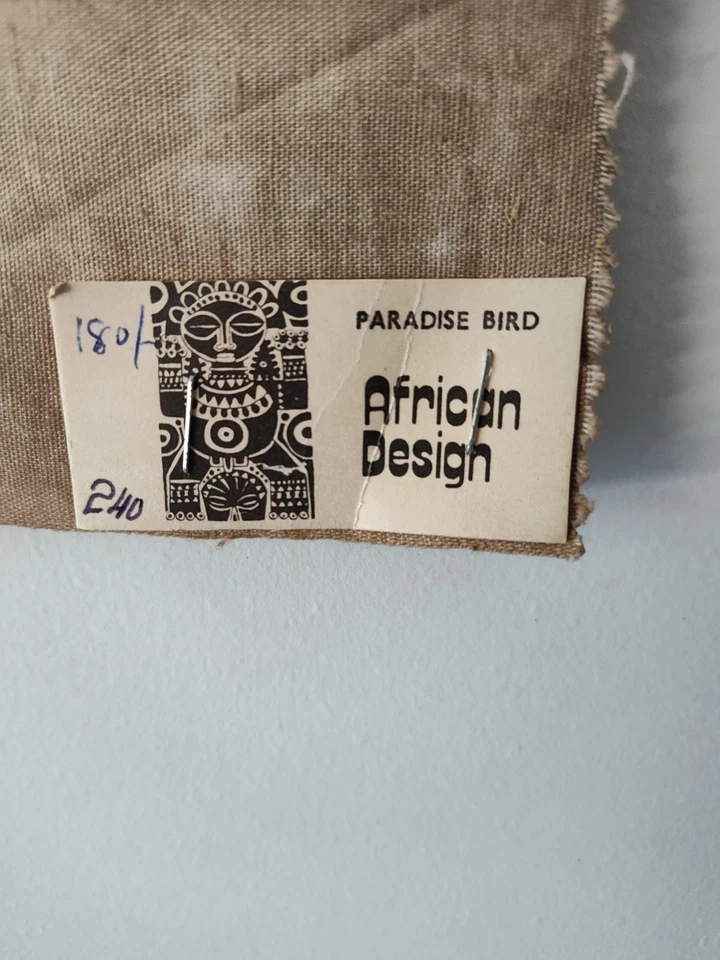 180/-
PARADISE BIRD
African
Design
240